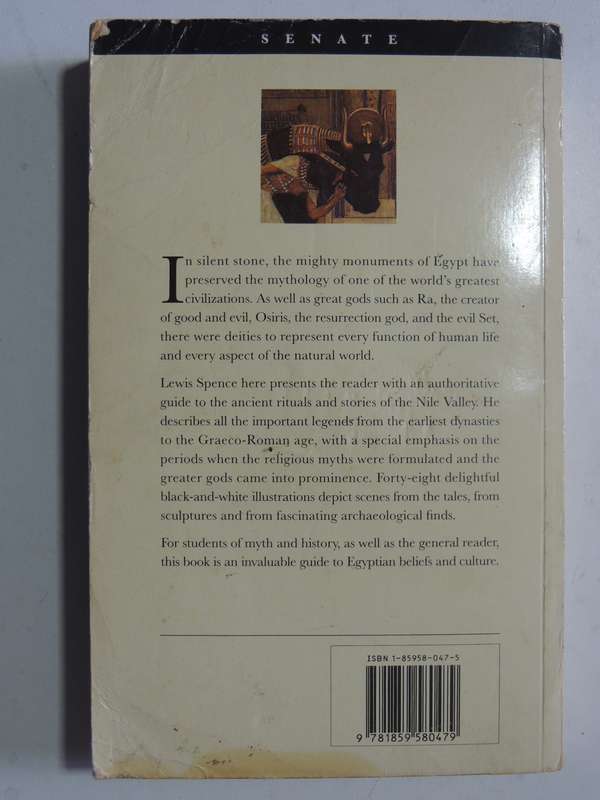 SENATE
In silent stone, the mighty monuments of Egypt have
preserved the mythology of one of the world's greatest
civilizations. As well as great gods such as Ra, the creator
of good and evil, Osiris, the resurrection god, and the evil Set,
there were deities to represent every function of human life
and every aspect of the natural world.
Lewis Spence here presents the reader with an authoritative
guide to the ancient rituals and stories of the Nile Valley. He
describes all the important legends from the earliest dynasties
to the Graeco-Roman age, with a special emphasis on the
periods when the religious myths were formulated and the
greater gods came into prominence. Forty-eight delightful
black-and-white illustrations depict scenes from the tales, from
sculptures and from fascinating archaeological finds.
For students of myth and history, as well as the general reader,
this book is an invaluable guide to Egyptian beliefs and culture.
ISBN 1-85958-047-5
9 781859 580479